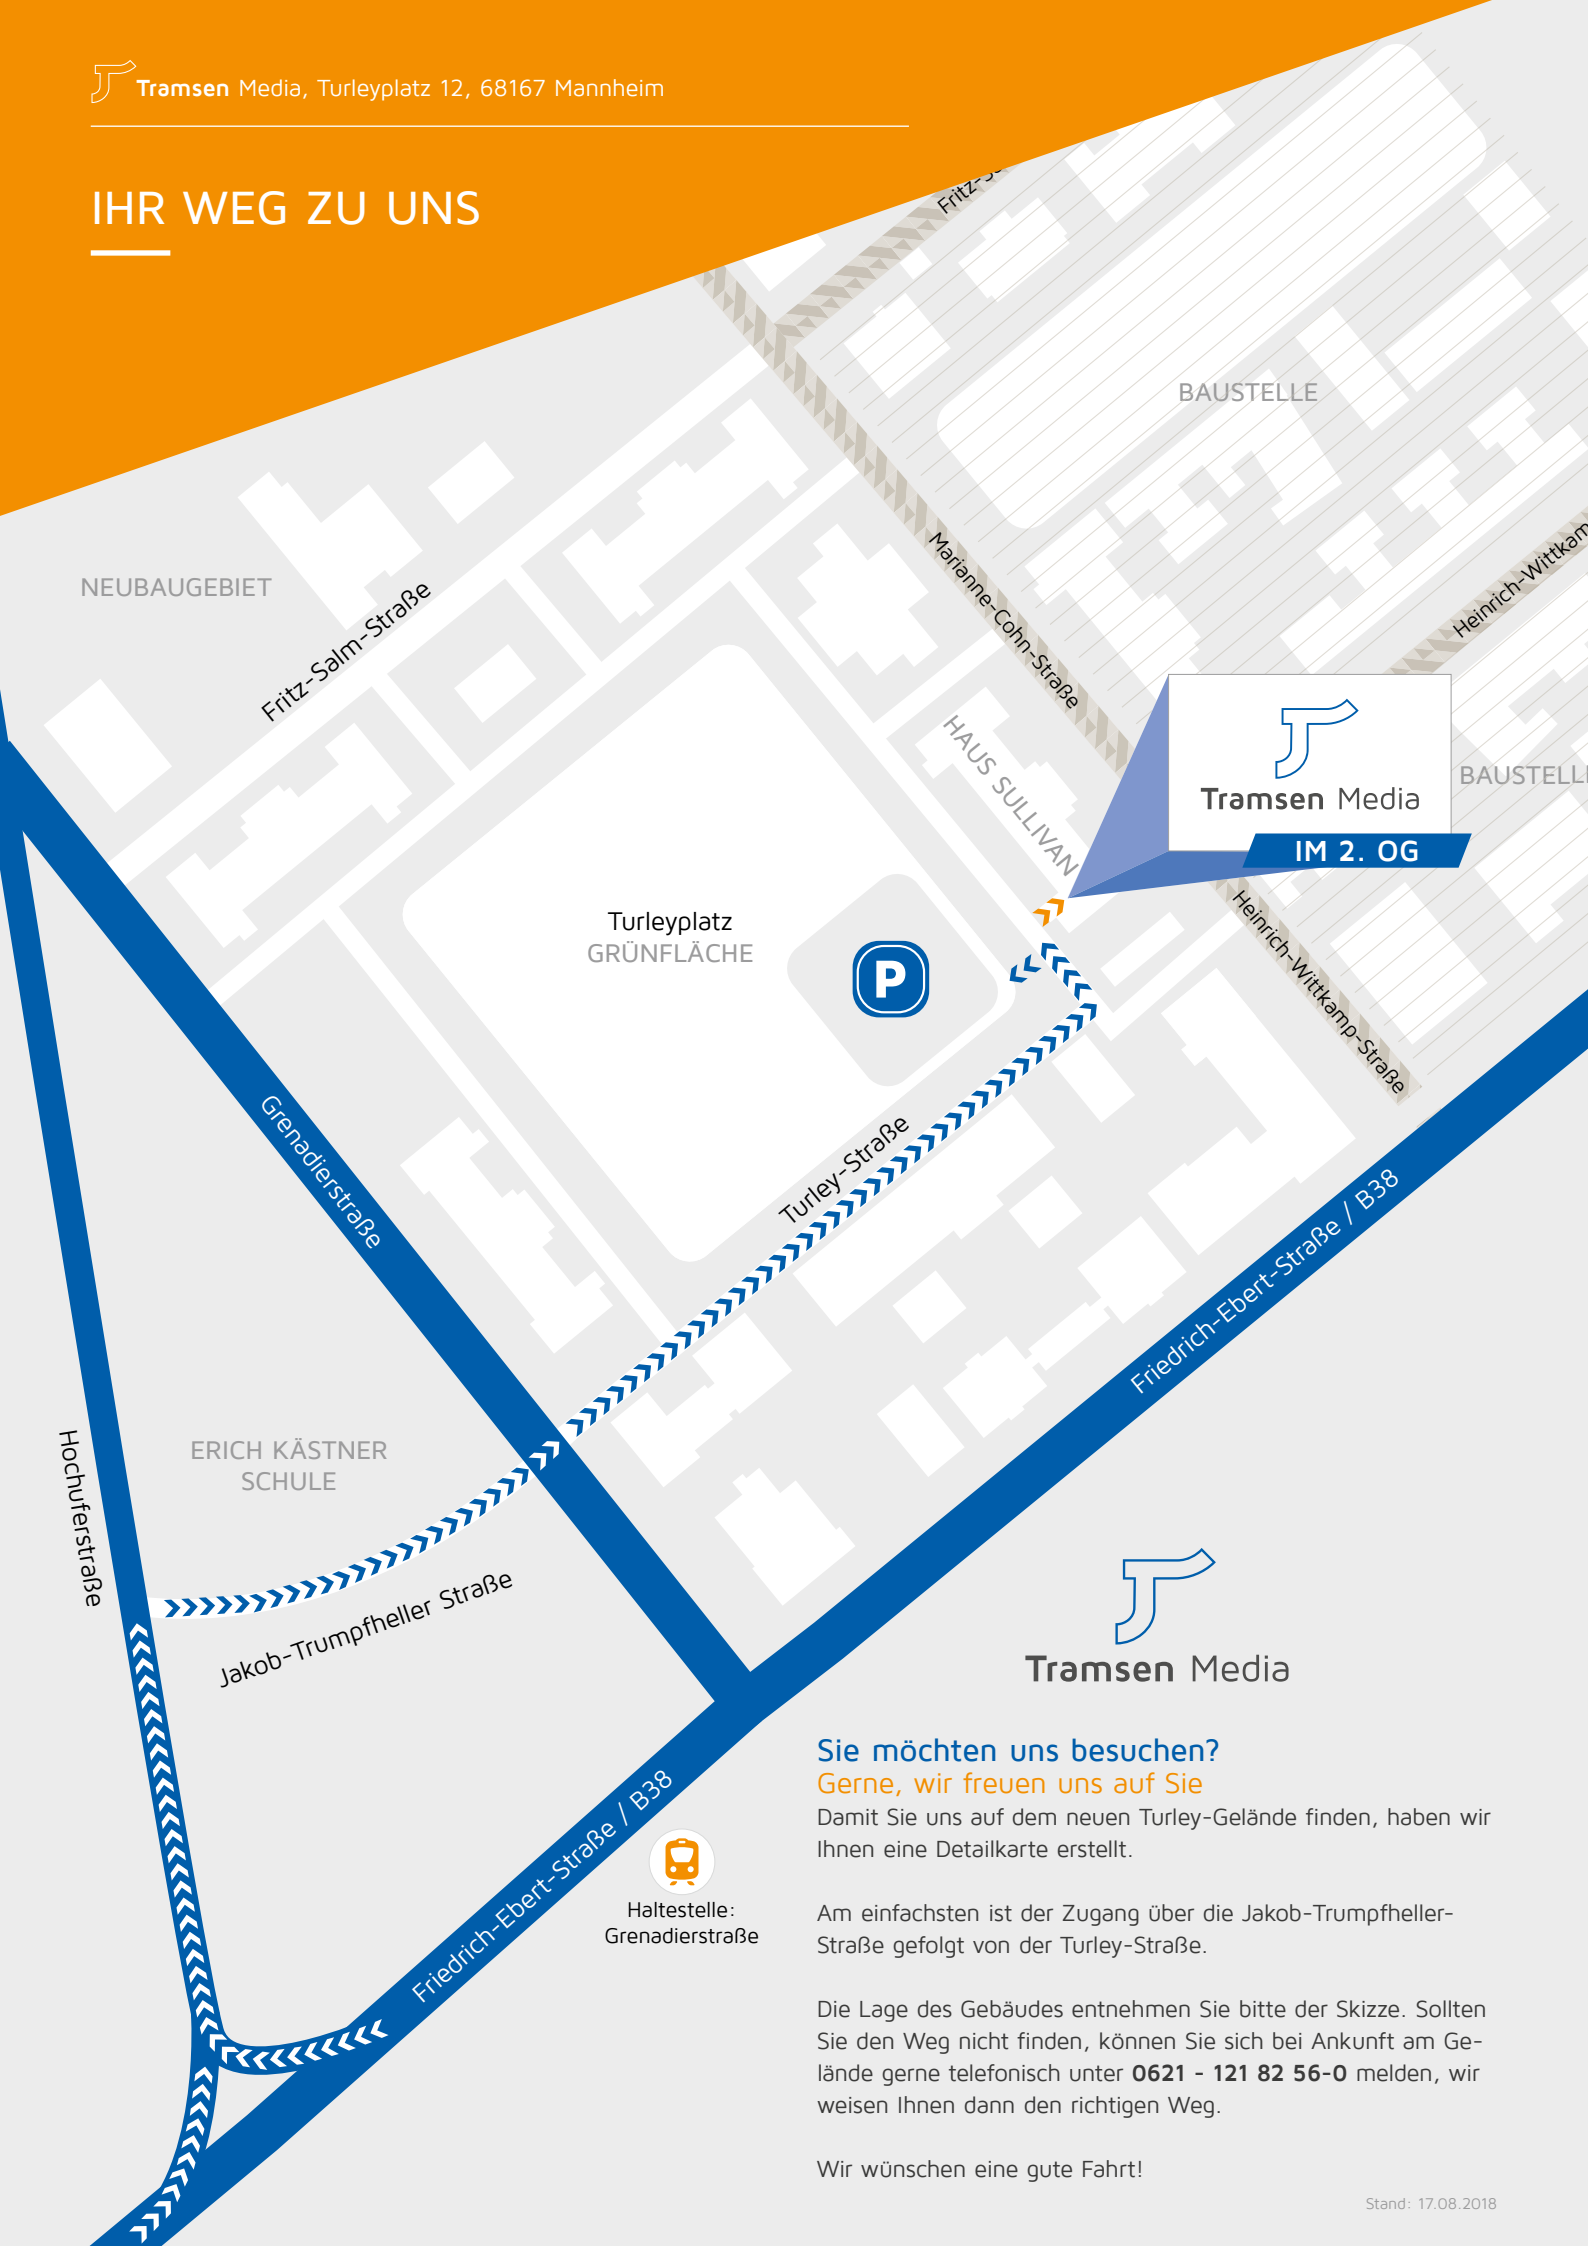 Tramsen Media, Turleyplatz 12, 68167 Mannheim
IHR WEG ZU UNS
BAUSTELLE
NEUBAUGEBIET
Fritz-Salm-Straße
Marianne-Cohn-Straße
HAUS SULLIVAN
Tramsen Media
IM 2. OG
BAUSTELLE
Turleyplatz
GRÜNFLÄCHE
P
Heinrich-Wittkamp-Straße
Grenadierstraße
Turley-Straße
Friedrich-Ebert-Straße / B38
Hochuferstraße
ERICH KÄSTNER
SCHULE
Jakob-Trumpfheller Straße
Friedrich-Ebert-Straße / B38
Haltestelle:
Grenadierstraße
Tramsen Media
Sie möchten uns besuchen?
Gerne, wir freuen uns auf Sie
Damit Sie uns auf dem neuen Turley-Gelände finden, haben wir
Ihnen eine Detailkarte erstellt.
Am einfachsten ist der Zugang über die Jakob-Trumpfheller-
Straße gefolgt von der Turley-Straße.
Die Lage des Gebäudes entnehmen Sie bitte der Skizze. Sollten
Sie den Weg nicht finden, können Sie sich bei Ankunft am Ge-
lände gerne telefonisch unter 0621 - 121 82 56-0 melden, wir
weisen Ihnen dann den richtigen Weg.
Wir wünschen eine gute Fahrt!
Stand: 17.08.2018